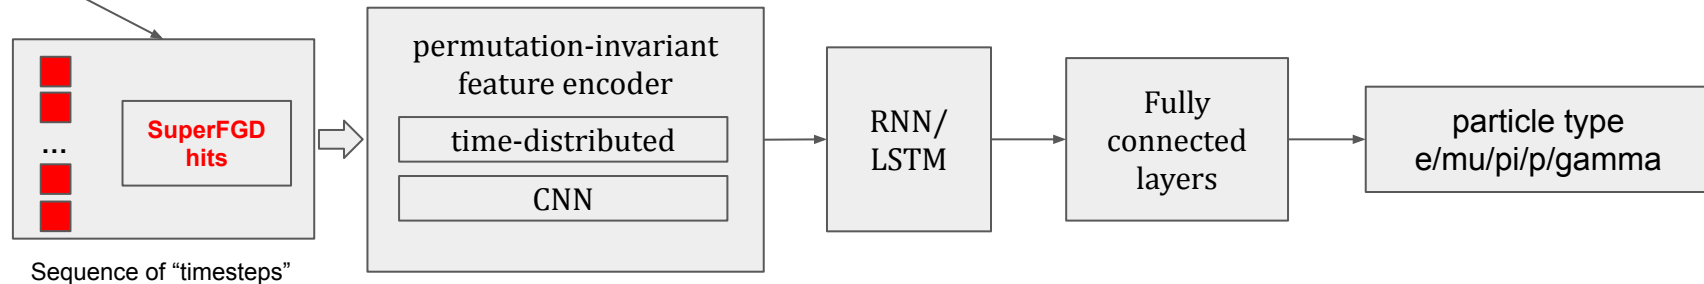 SuperFGD
hits
...
Sequence of “timesteps”
permutation-invariant
feature encoder
time-distributed
CNN
RNN/
LSTM
Fully
connected
layers
particle type
e/mu/pi/p/gamma